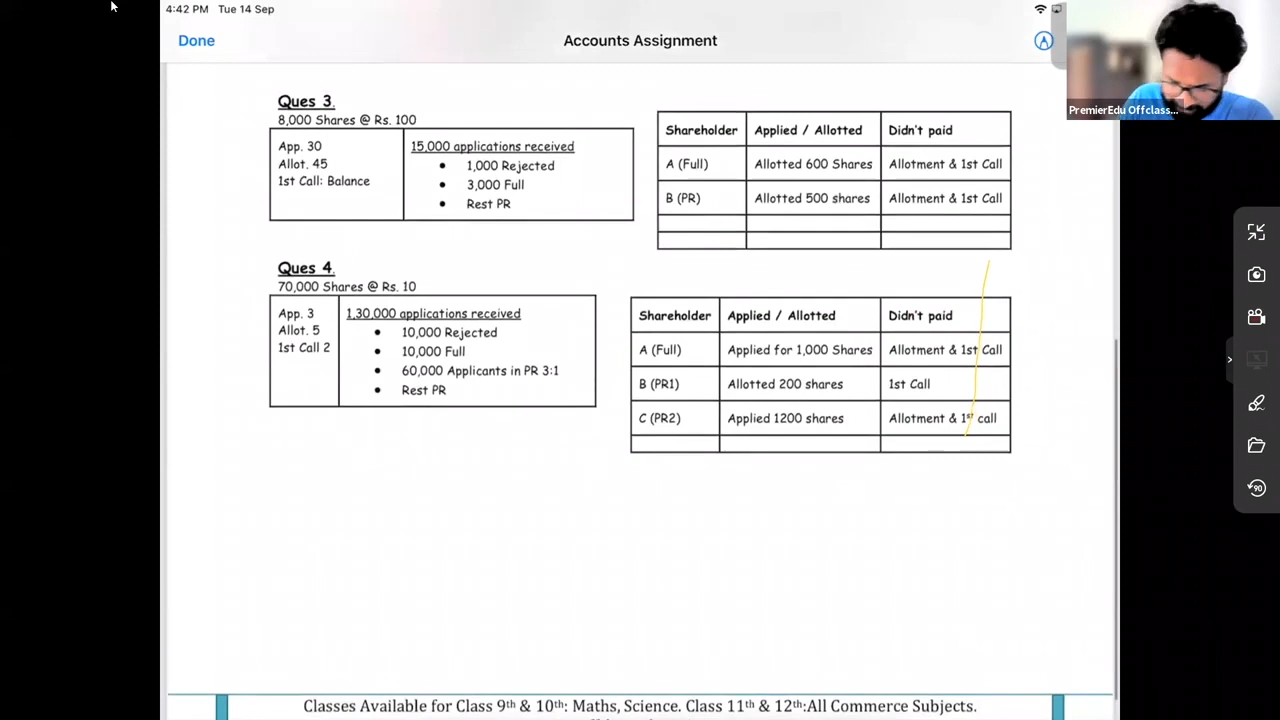 4:42 PM Tue 14 Sep
Done
Accounts Assignment
PremierEdu Offclass...
Ques 3.
8,000 Shares @ Rs. 100
App. 30
Allot. 45
1st Call: Balance
15,000 applications received
• 1,000 Rejected
• 3,000 Full
• Rest PR
Shareholder Applied / Allotted Didn't paid
A (Full) Allotted 600 Shares Allotment & 1st Call
B (PR) Allotted 500 shares Allotment & 1st Call
Ques 4.
70,000 Shares @ Rs. 10
App. 3
Allot. 5
1st Call 2
1,30,000 applications received
• 10,000 Rejected
• 10,000 Full
• 60,000 Applicants in PR 3:1
• Rest PR
Shareholder Applied / Allotted Didn't paid
A (Full) Applied for 1,000 Shares Allotment & 1st Call
B (PR1) Allotted 200 shares 1st Call
C (PR2) Applied 1200 shares Allotment & 1st call
90
Classes Available for Class 9th & 10th: Maths, Science. Class 11th & 12th:All Commerce Subjects.